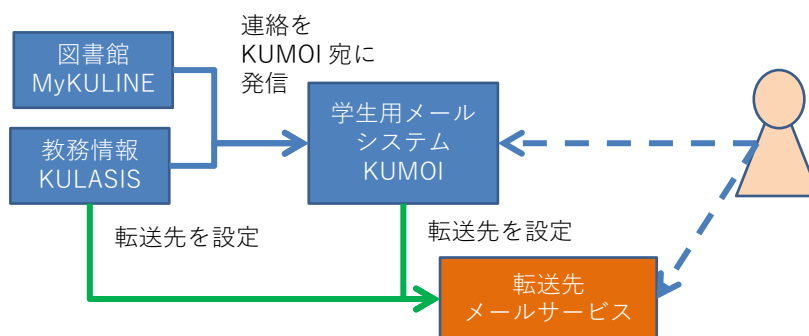 図書館
MyKULINE
連絡を
KUMOI 宛に
発信
教務情報
KULASIS
学生用メール
システム
KUMOI
転送先を設定
転送先を設定
転送先
メールサービス